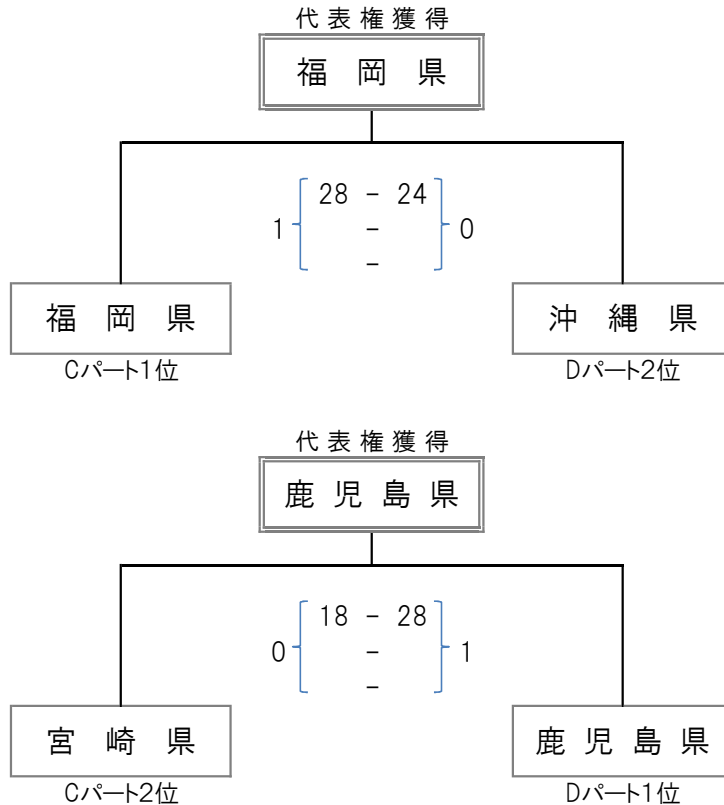 代表権獲得
福岡県
28 - 24
1 - 0
-
福岡県 沖縄県
Cパート1位 Dパート2位
代表権獲得
鹿児島県
18 - 28
0 - 1
-
宮崎県 鹿児島県
Cパート2位 Dパート1位